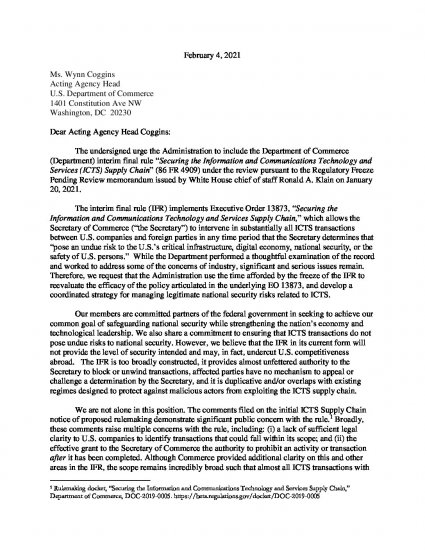 February 4, 2021
Ms. Wynn Coggins
Acting Agency Head
U.S. Department of Commerce
1401 Constitution Ave NW
Washington, DC 20230
Dear Acting Agency Head Coggins:
The undersigned urge the Administration to include the Department of Commerce
(Department) interim final rule "Securing the Information and Communications Technology and
Services (ICTS) Supply Chain" (86 FR 4909) under the review pursuant to the Regulatory Freeze
Pending Review memorandum issued by White House chief of staff Ronald A. Klain on January
20, 2021.
The interim final rule (IFR) implements Executive Order 13873, "Securing the
Information and Communications Technology and Services Supply Chain," which allows the
Secretary of Commerce ("the Secretary") to intervene in substantially all ICTS transactions
between U.S. companies and foreign parties in any time period that the Secretary determines that
"pose an undue risk to the U.S.'s critical infrastructure, digital economy, national security, or the
safety of U.S. persons." While the Department performed a thoughtful examination of the
record and worked to address some of the concerns of industry, significant and serious issues remain.
Therefore, we request that the Administration use the time afforded by the freeze of the IFR to
reevaluate the efficacy of the policy articulated in the underlying EO 13873, and develop a
coordinated strategy for managing legitimate national security risks related to ICTS.
Our members are committed partners of the federal government in seeking to achieve our
common goal of safeguarding national security while strengthening the nation's economy and
technological leadership. We also share a commitment to ensuring that ICTS transactions do not
pose undue risks to national security. However, we believe that the IFR in its current form will
not provide the level of security intended and may, in fact, undercut U.S. competitiveness
abroad. The IFR is too broadly constructed, it provides almost unfettered authority to the
Secretary to block or unwind transactions, affected parties have no mechanism to appeal or
challenge a determination by the Secretary, and it is duplicative and/or overlaps with existing
regimes designed to protect against malicious actors from exploiting the ICTS supply chain.
We are not alone in this position. The comments filed on the initial ICTS Supply Chain
notice of proposed rulemaking demonstrate significant public concern with the rule.1 Broadly,
these comments raise multiple concerns with the rule, including: (i) a lack of sufficient legal
clarity to U.S. companies to identify transactions that could fall within its scope; and (ii) the
effective grant to the Secretary of Commerce the authority to prohibit an activity or transaction
after it has been completed. Although Commerce provided additional clarity on this and other
areas in the IFR, the scope remains incredibly broad such that almost all ICTS transactions with
1 Rulemaking docket, "Securing the Information and Communications Technology and Services Supply Chain,"
Department of Commerce, DOC-2019-0005. https://beta.regulations.gov/docket/DOC-2019-0005